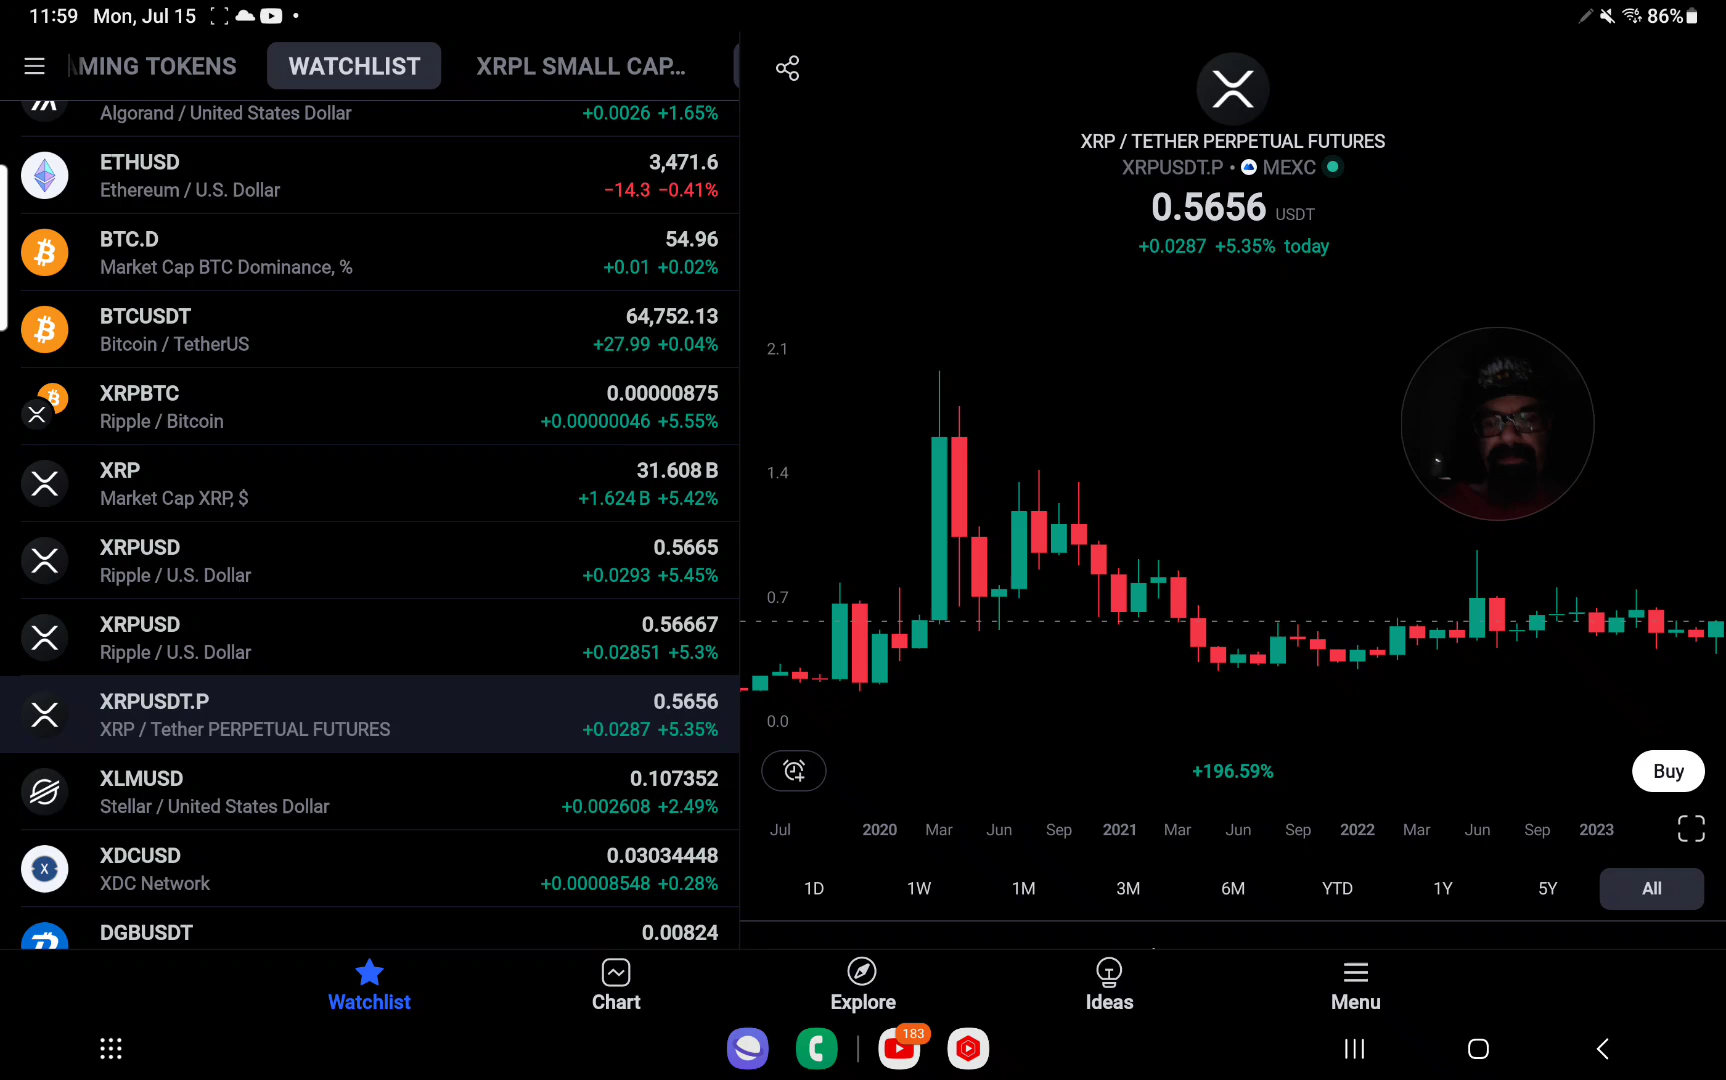 11:59 Mon, Jul 15
86%
MING TOKENS
WATCHLIST
XRPL SMALL CAP...
Algorand / United States Dollar
+0.0026 +1.65%
ETHUSD
3,471.6
Ethereum / U.S. Dollar
−14.3 −0.41%
BTC.D
54.96
Market Cap BTC Dominance, %
+0.01 +0.02%
BTCUSDT
64,752.13
Bitcoin / TetherUS
+27.99 +0.04%
XRPBTC
0.00000875
Ripple / Bitcoin
+0.00000046 +5.55%
XRP
31.608 B
Market Cap XRP, $
+1.624 B +5.42%
XRPUSD
0.5665
Ripple / U.S. Dollar
+0.0293 +5.45%
XRPUSD
0.56667
Ripple / U.S. Dollar
+0.02851 +5.3%
XRPUSDT.P
0.5656
XRP / Tether PERPETUAL FUTURES
+0.0287 +5.35%
XLMUSD
0.107352
Stellar / United States Dollar
+0.002608 +2.49%
XDCUSD
0.03034448
XDC Network
+0.00008548 +0.28%
DGBUSDT
0.00824
XRP / TETHER PERPETUAL FUTURES
XRPUSDT.P • MEXC
0.5656 USDT
+0.0287 +5.35% today
2.1
1.4
0.7
0.0
+196.59%
Buy
Jul 2020 Mar Jun Sep 2021 Mar Jun Sep 2022 Mar Jun Sep 2023
1D 1W 1M 3M 6M YTD 1Y 5Y All
Watchlist
Chart
Explore
Ideas
Menu
183